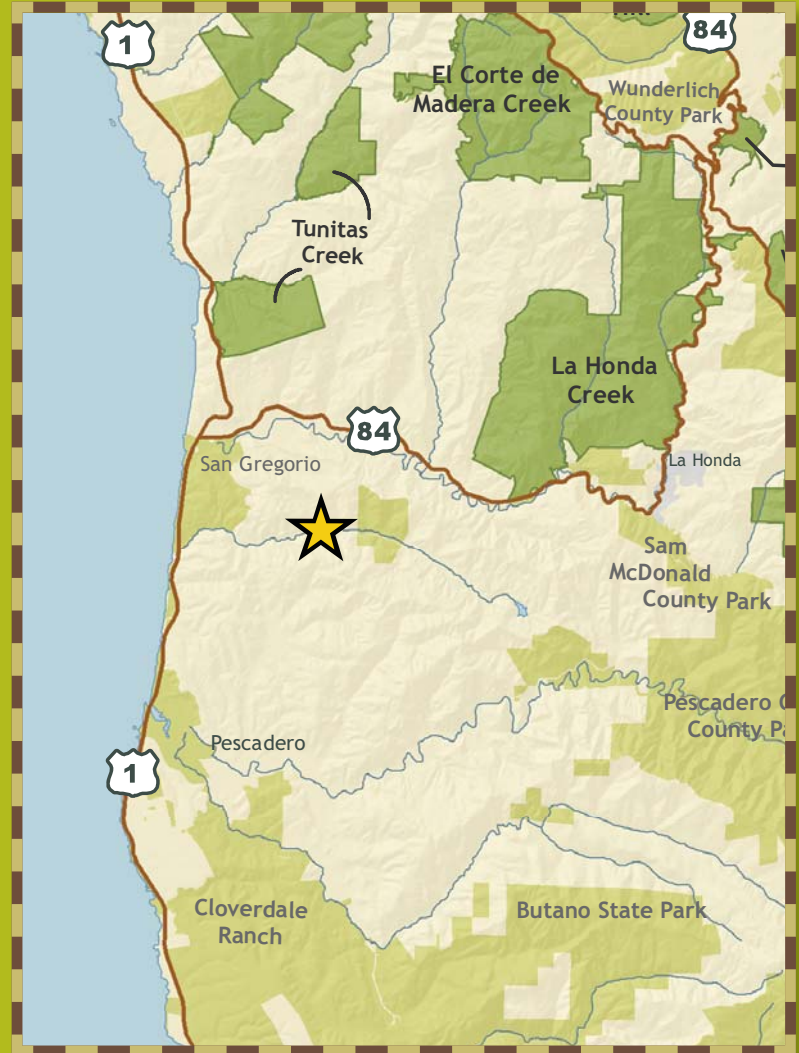 1
84
El Corte de
Madera Creek
Wunderlich
County Park
Tunitas
Creek
La Honda
Creek
84
San Gregorio
La Honda
Sam
McDonald
County Park
Pescadero
County
Pescadero
1
Cloverdale
Ranch
Butano State Park